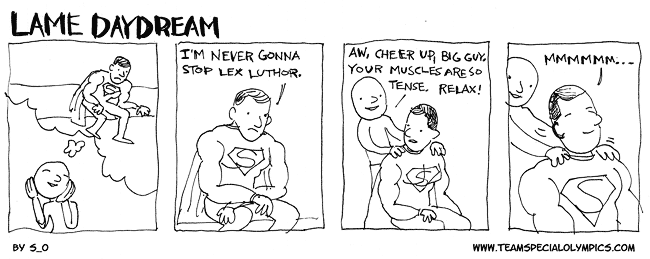 LAME DAYDREAM
I'M NEVER GONNA
STOP LEX LUTHOR.
AW, CHEER UP, BIG GUY.
YOUR MUSCLES ARE SO
TENSE. RELAX!
MMMMMM...
S
S
S
BY S_O
WWW.TEAMSPECIALOLYMPICS.COM